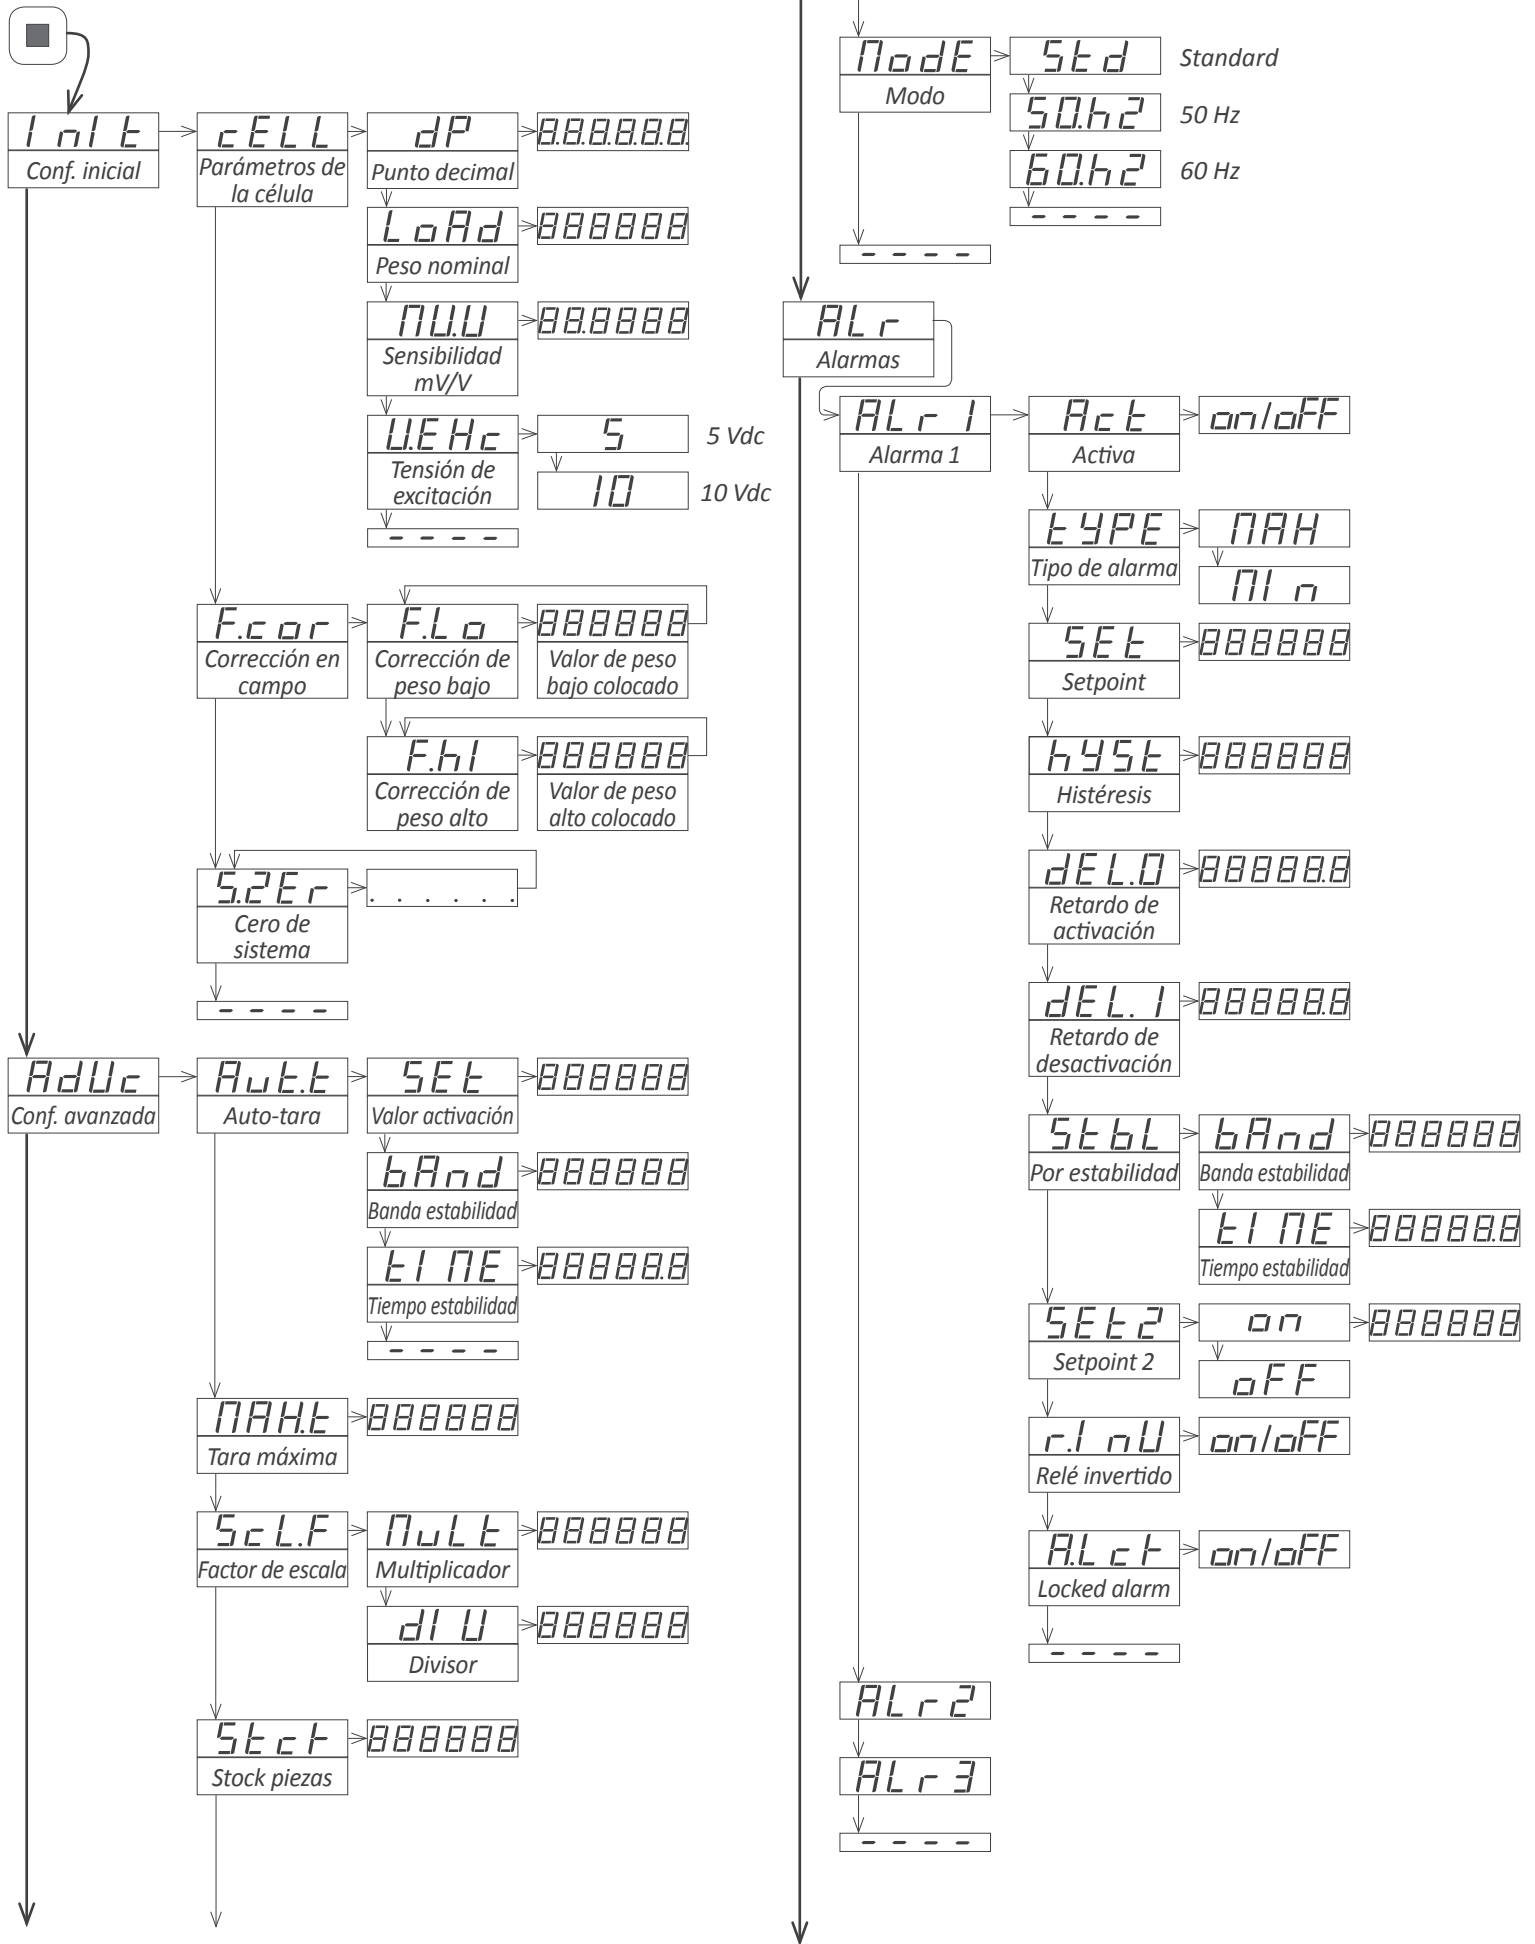 InIt
Conf. inicial
cELL
Parámetros de
la célula
dP
Punto decimal
8.8.8.8.8.8.
LoAd
Peso nominal
888888
MV.V
Sensibilidad
mV/V
88.8888
V.EHc
Tensión de
excitación
5
5 Vdc
10
10 Vdc
- - - -
F.cor
Corrección en
campo
F.Lo
Corrección de
peso bajo
888888
Valor de peso
bajo colocado
F.hI
Corrección de
peso alto
888888
Valor de peso
alto colocado
S.2Er
Cero de
sistema
. . . . . .
- - - -
AdVc
Conf. avanzada
Aut.t
Auto-tara
SEt
Valor activación
888888
bAnd
Banda estabilidad
888888
tIME
Tiempo estabilidad
88888.8
- - - -
MAH.t
Tara máxima
888888
ScL.F
Factor de escala
MuLt
Multiplicador
888888
dIV
Divisor
888888
Stck
Stock piezas
888888
ModE
Modo
Std
Standard
50.h2
50 Hz
60.h2
60 Hz
- - - -
- - - -
ALr
Alarmas
ALr1
Alarma 1
Act
Activa
on/oFF
tYPE
Tipo de alarma
MAH
MIn
SEt
Setpoint
888888
hYSt
Histéresis
888888
dEL.0
Retardo de
activación
88888.8
dEL.1
Retardo de
desactivación
88888.8
StbL
Por estabilidad
bAnd
Banda estabilidad
888888
tIME
Tiempo estabilidad
88888.8
SEt2
Setpoint 2
on
888888
oFF
r.InV
Relé invertido
on/oFF
A.Lck
Locked alarm
on/oFF
- - - -
ALr2
ALr3
- - - -